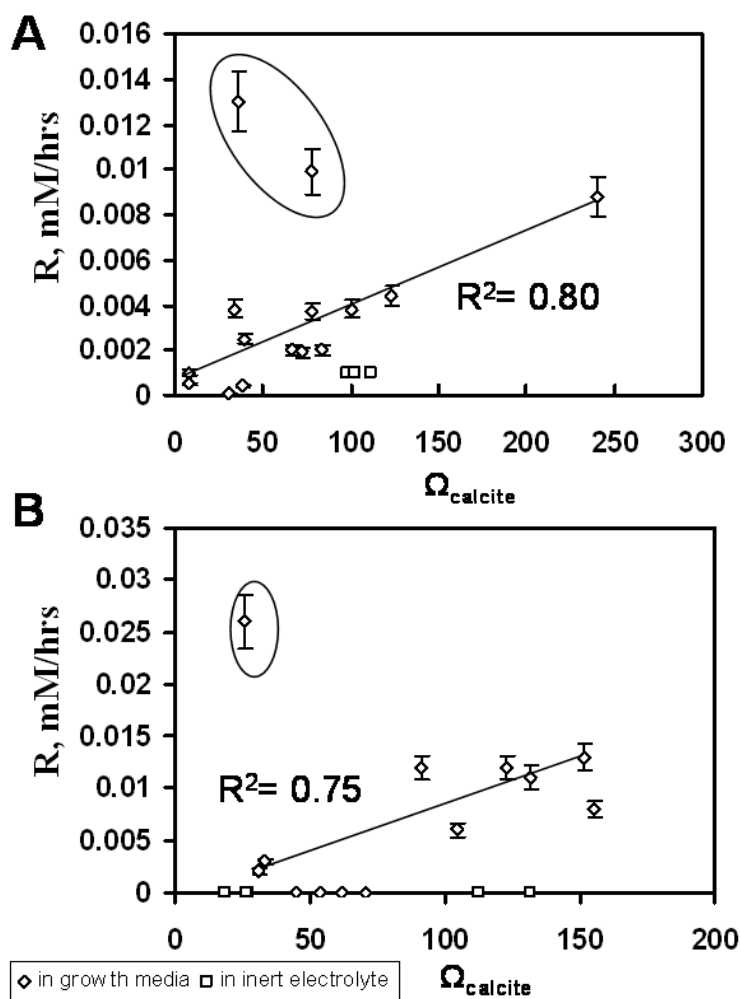 A
0.016
0.014
0.012
0.01
0.008
0.006
0.004
0.002
0
R, mM/hrs
R²= 0.80
0 50 100 150 200 250 300
Ωcalcite
B
0.035
0.03
0.025
0.02
0.015
0.01
0.005
0
R, mM/hrs
R²= 0.75
0 50 100 150 200
Ωcalcite
in growth media in inert electrolyte